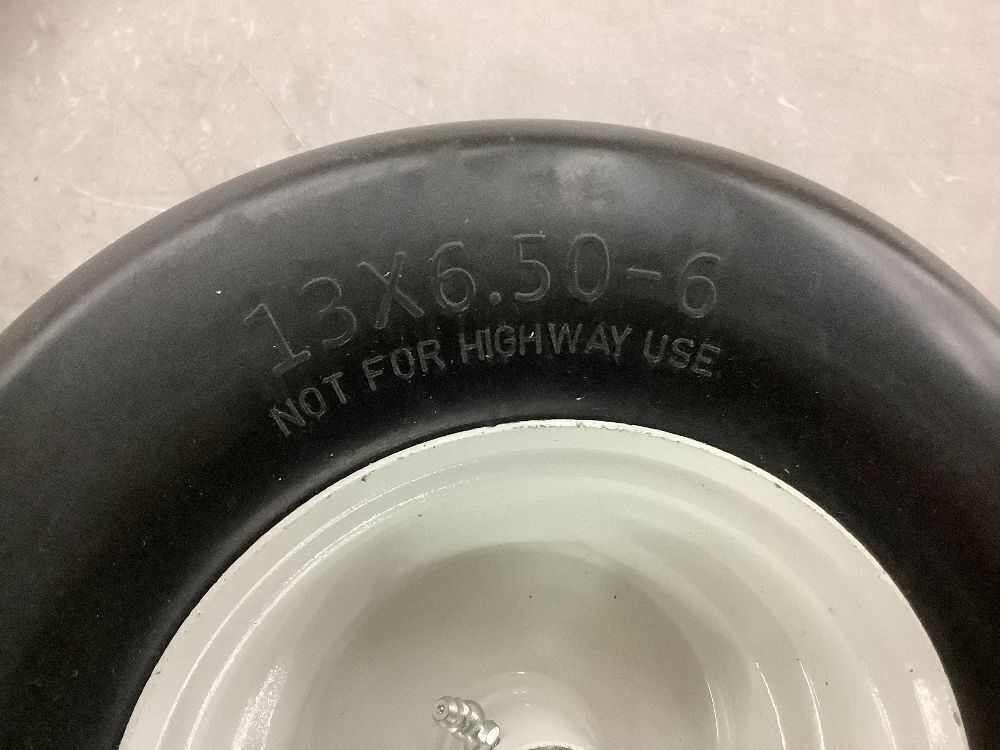 13X6.50-6
NOT FOR HIGHWAY USE